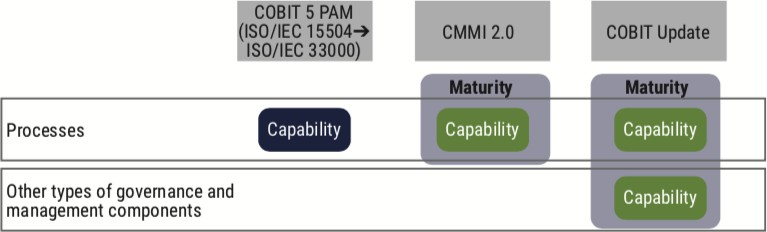 COBIT 5 PAM
(ISO/IEC 15504➔
ISO/IEC 33000)
CMMI 2.0
COBIT Update
Maturity
Maturity
Processes
Capability
Capability
Capability
Other types of governance and
management components
Capability